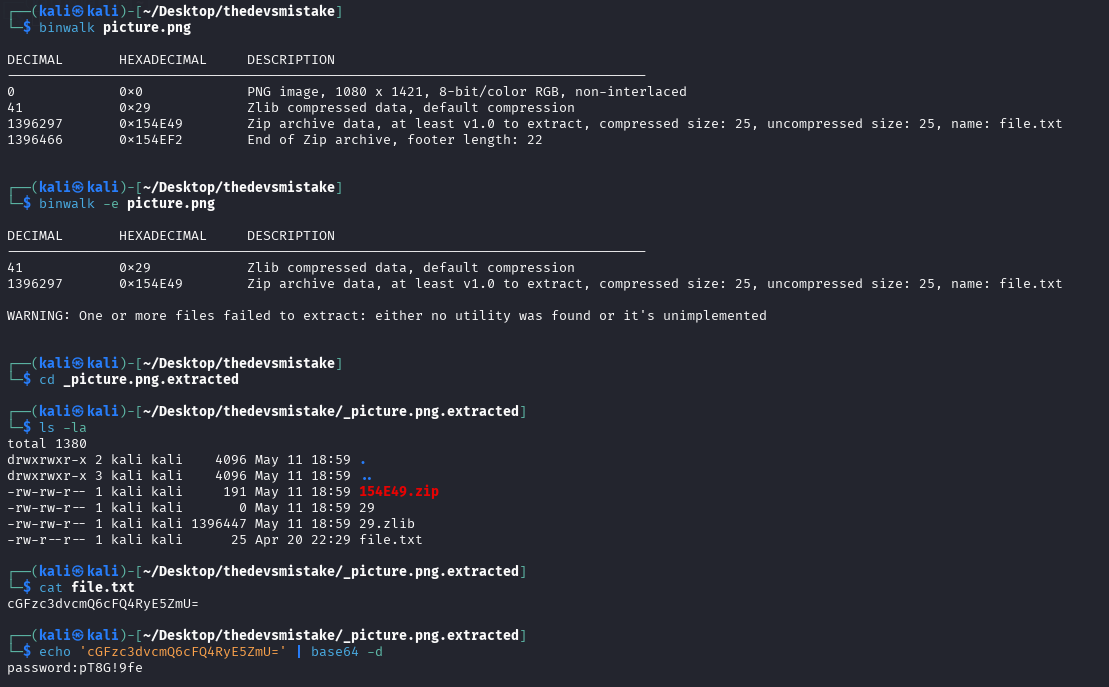 ┌──(kali㉿kali)-[~/Desktop/thedevsmistake]
└─$ binwalk picture.png
DECIMAL       HEXADECIMAL     DESCRIPTION
--------------------------------------------------------------------------------
0             0x0             PNG image, 1080 x 1421, 8-bit/color RGB, non-interlaced
41            0x29            Zlib compressed data, default compression
1396297       0x154E49        Zip archive data, at least v1.0 to extract, compressed size: 25, uncompressed size: 25, name: file.txt
1396466       0x154EF2        End of Zip archive, footer length: 22
┌──(kali㉿kali)-[~/Desktop/thedevsmistake]
└─$ binwalk -e picture.png
DECIMAL       HEXADECIMAL     DESCRIPTION
--------------------------------------------------------------------------------
41            0x29            Zlib compressed data, default compression
1396297       0x154E49        Zip archive data, at least v1.0 to extract, compressed size: 25, uncompressed size: 25, name: file.txt
WARNING: One or more files failed to extract: either no utility was found or it's unimplemented
┌──(kali㉿kali)-[~/Desktop/thedevsmistake]
└─$ cd _picture.png.extracted
┌──(kali㉿kali)-[~/Desktop/thedevsmistake/_picture.png.extracted]
└─$ ls -la
total 1380
drwxrwxr-x 2 kali kali    4096 May 11 18:59 .
drwxrwxr-x 3 kali kali    4096 May 11 18:59 ..
-rw-rw-r-- 1 kali kali     191 May 11 18:59 154E49.zip
-rw-rw-r-- 1 kali kali       0 May 11 18:59 29
-rw-rw-r-- 1 kali kali 1396447 May 11 18:59 29.zlib
-rw-r--r-- 1 kali kali      25 Apr 20 22:29 file.txt
┌──(kali㉿kali)-[~/Desktop/thedevsmistake/_picture.png.extracted]
└─$ cat file.txt
cGFzc3dvcmQ6cFQ4RyE5ZmU=
┌──(kali㉿kali)-[~/Desktop/thedevsmistake/_picture.png.extracted]
└─$ echo 'cGFzc3dvcmQ6cFQ4RyE5ZmU=' | base64 -d
password:pT8G!9fe